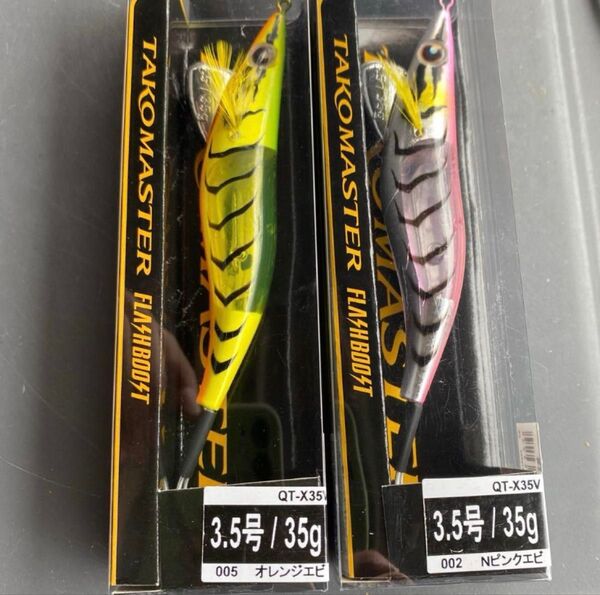 TAKOMASTER FLASHBOOST
QT-X35V
3.5号/35g
005 オレンジエビ
TAKOMASTER FLASHBOOST
QT-X35V
3.5号/35g
002 Nピンクエビ